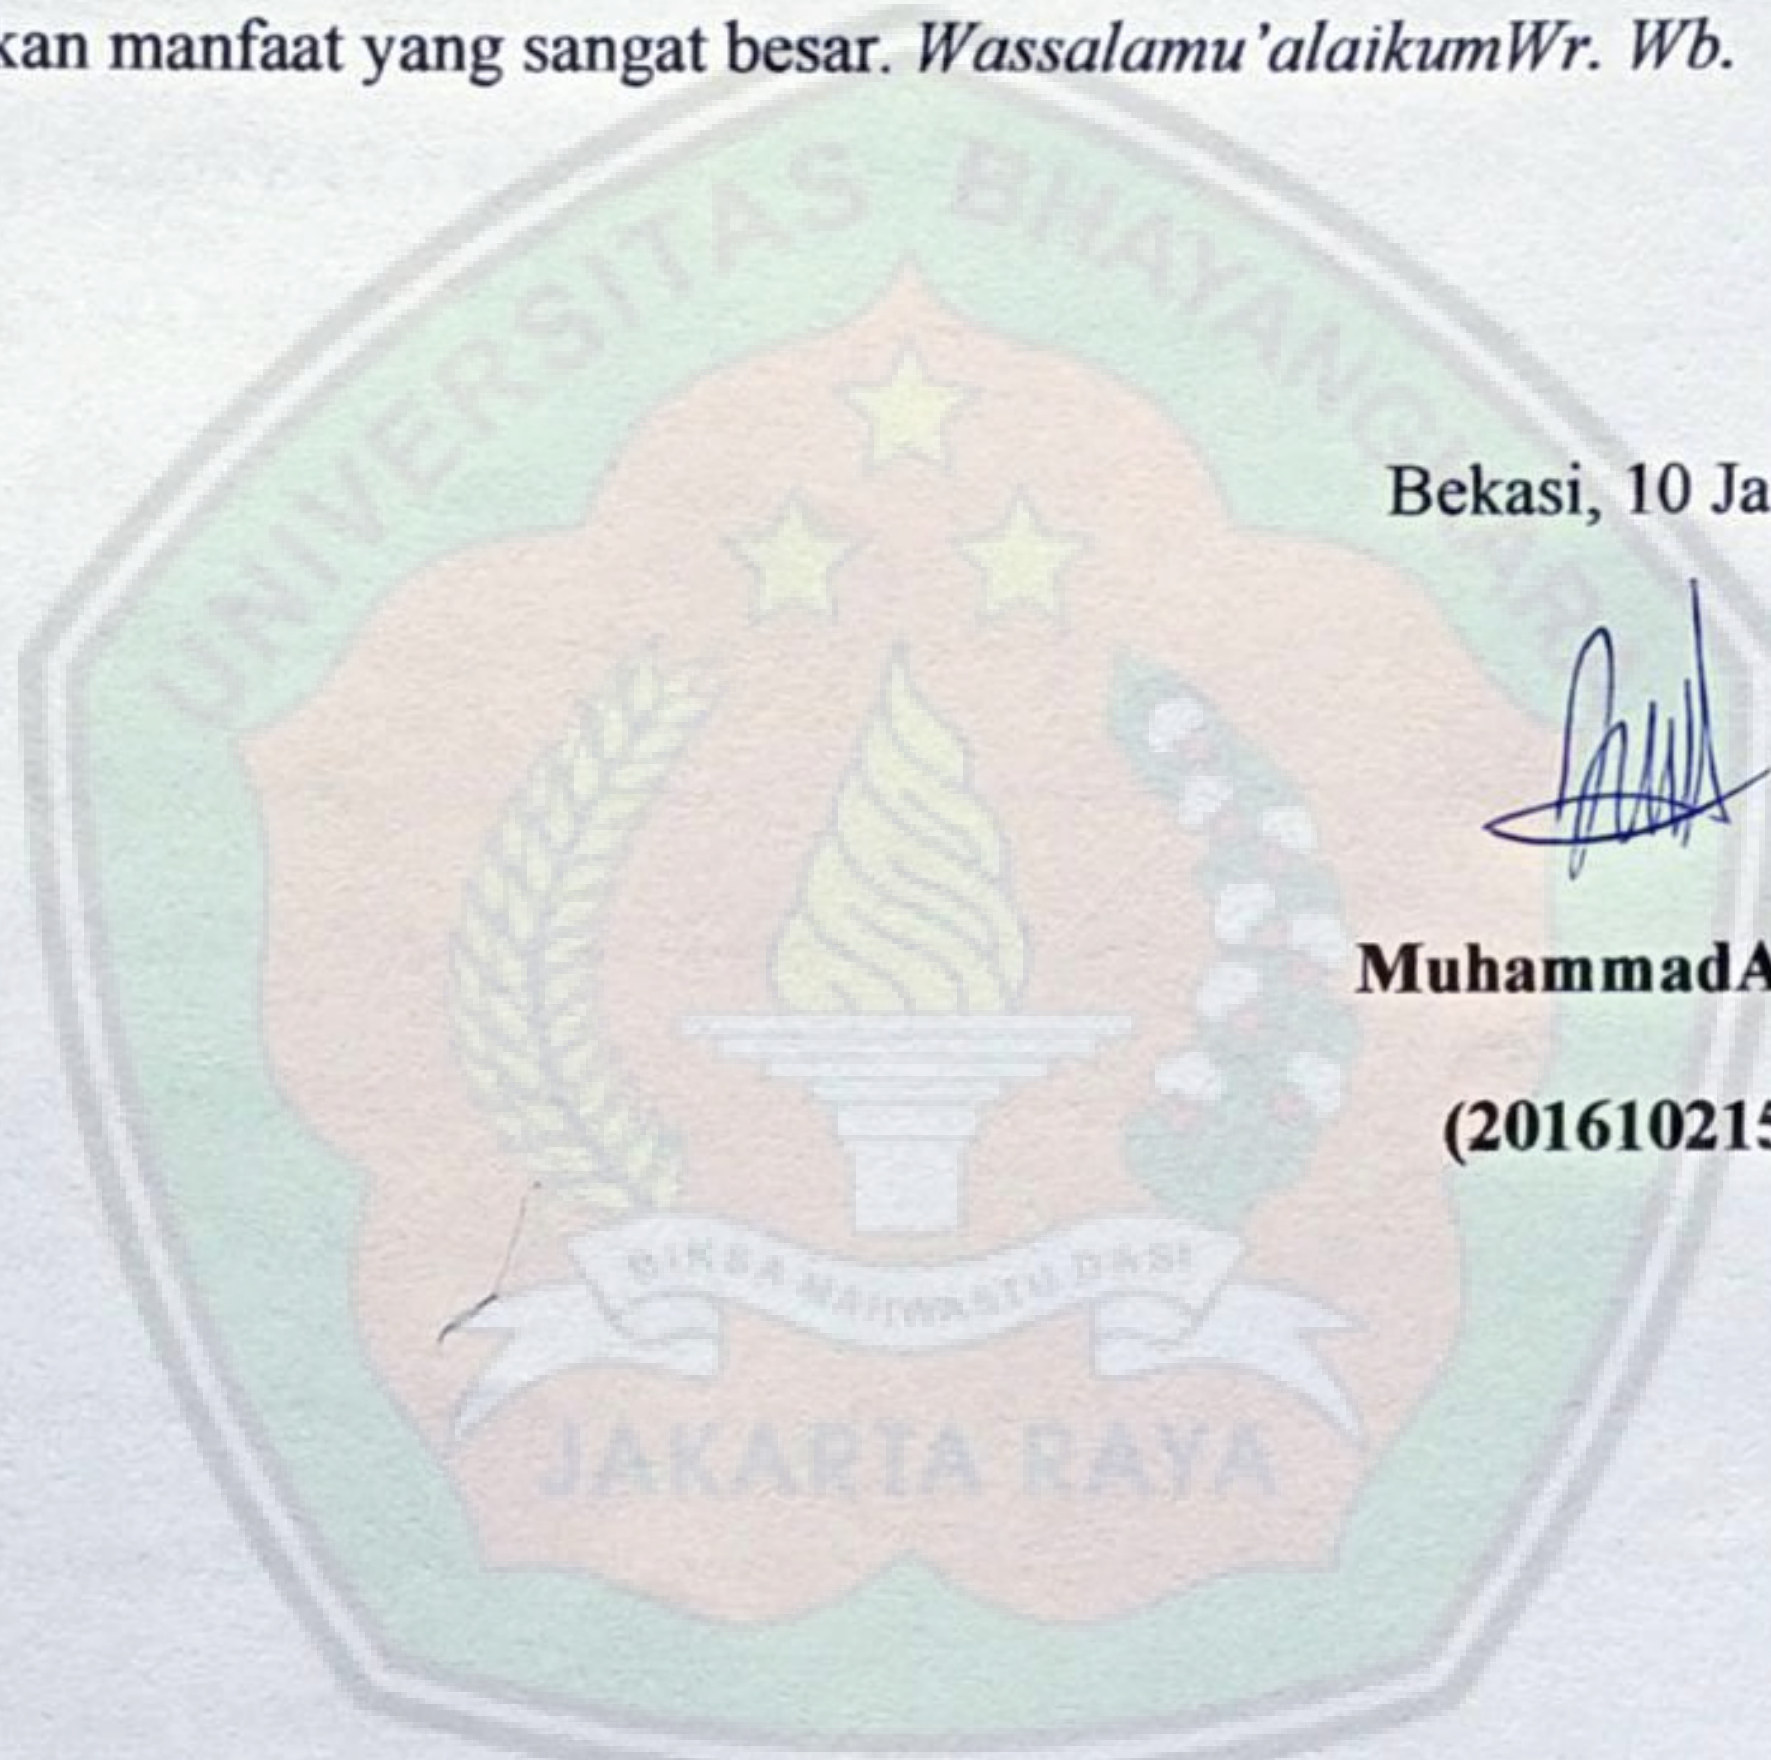 kan manfaat yang sangat besar. Wassalamu’alaikumWr. Wb.
UNIVERSITAS BHAYANGKARA
Bekasi, 10 Ja
MuhammadA
(201610215
JAKARTA RAYA